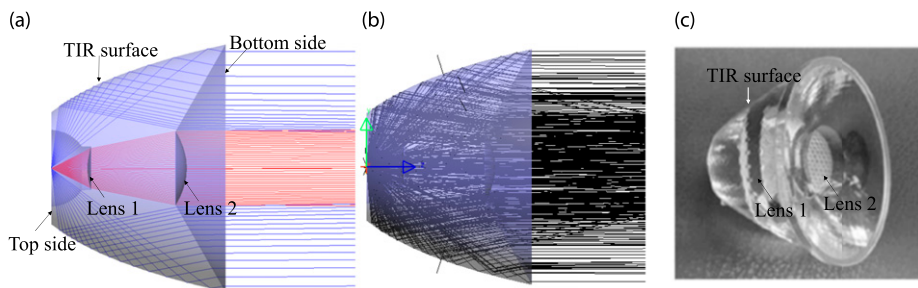 (a)
TIR surface
Bottom side
Lens 1
Lens 2
Top side
(b)
(c)
TIR surface
Lens 1
Lens 2